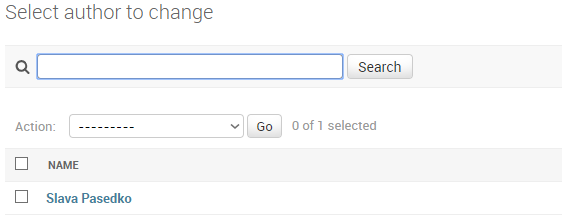 Select author to change
Search
Action: --------- Go 0 of 1 selected
NAME
Slava Pasedko